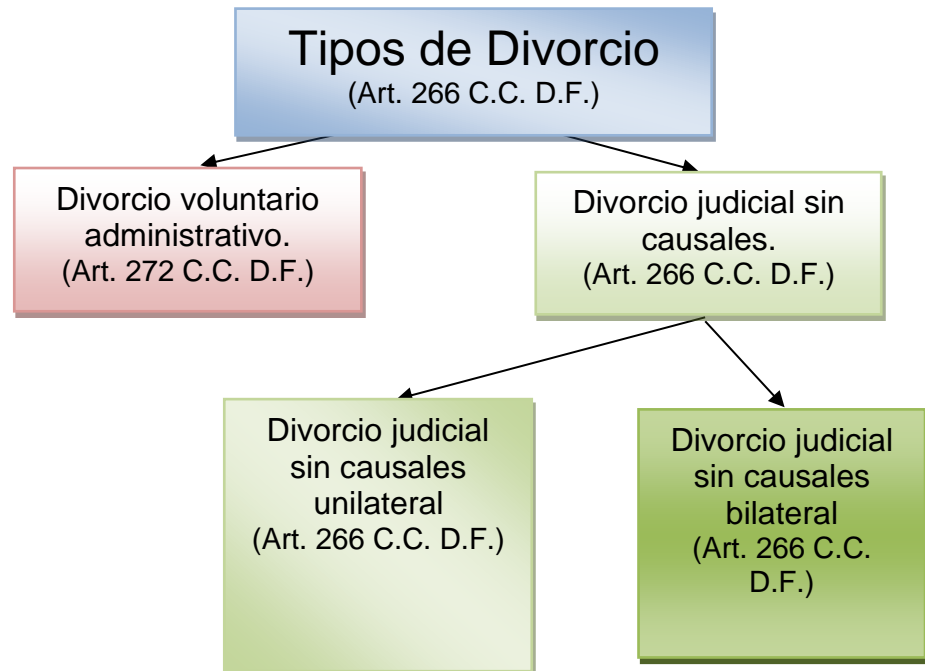 Tipos de Divorcio
(Art. 266 C.C. D.F.)
Divorcio voluntario
administrativo.
(Art. 272 C.C. D.F.)
Divorcio judicial sin
causales.
(Art. 266 C.C. D.F.)
Divorcio judicial
sin causales
unilateral
(Art. 266 C.C. D.F.)
Divorcio judicial
sin causales
bilateral
(Art. 266 C.C.
D.F.)